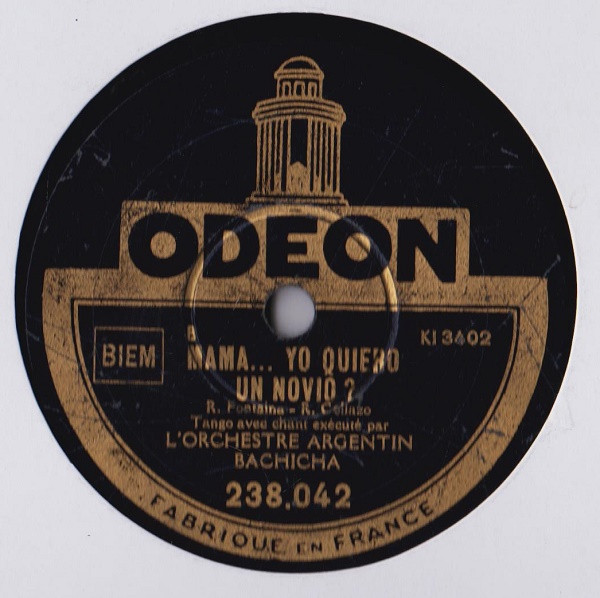 ODEON
BIEM
B
KI 3402
MAMA... YO QUIERO
UN NOVIO ?
R. Fontaina - R. Collazo
Tango avec chant exécuté par
L'ORCHESTRE ARGENTIN
BACHICHA
238.042
FABRIQUE EN FRANCE